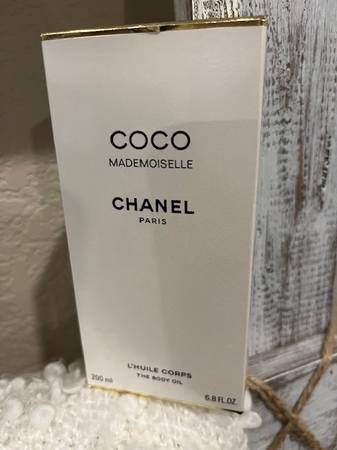 COCO
MADEMOISELLE
CHANEL
PARIS
L'HUILE CORPS
THE BODY OIL
200 ml
6.8 FL.OZ.